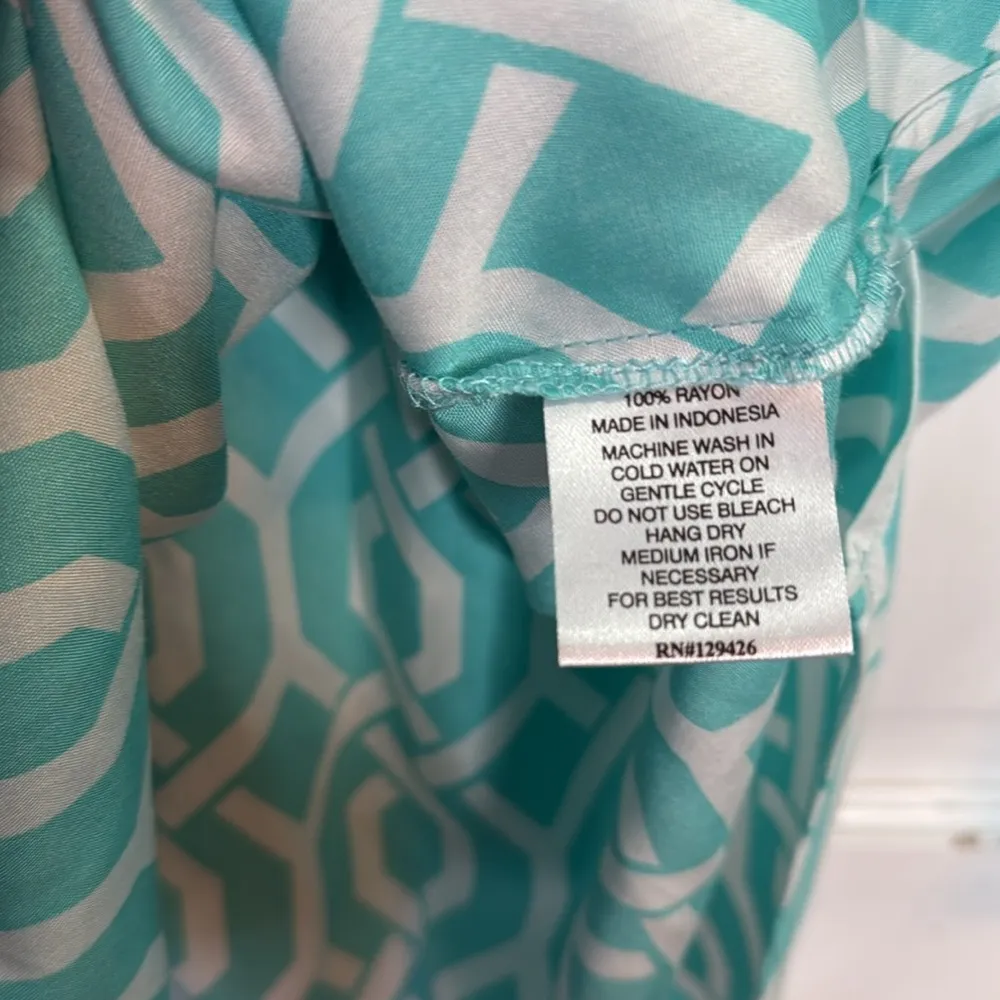 100% RAYON
MADE IN INDONESIA
MACHINE WASH IN
COLD WATER ON
GENTLE CYCLE
DO NOT USE BLEACH
HANG DRY
MEDIUM IRON IF
NECESSARY
FOR BEST RESULTS
DRY CLEAN
RN#129426